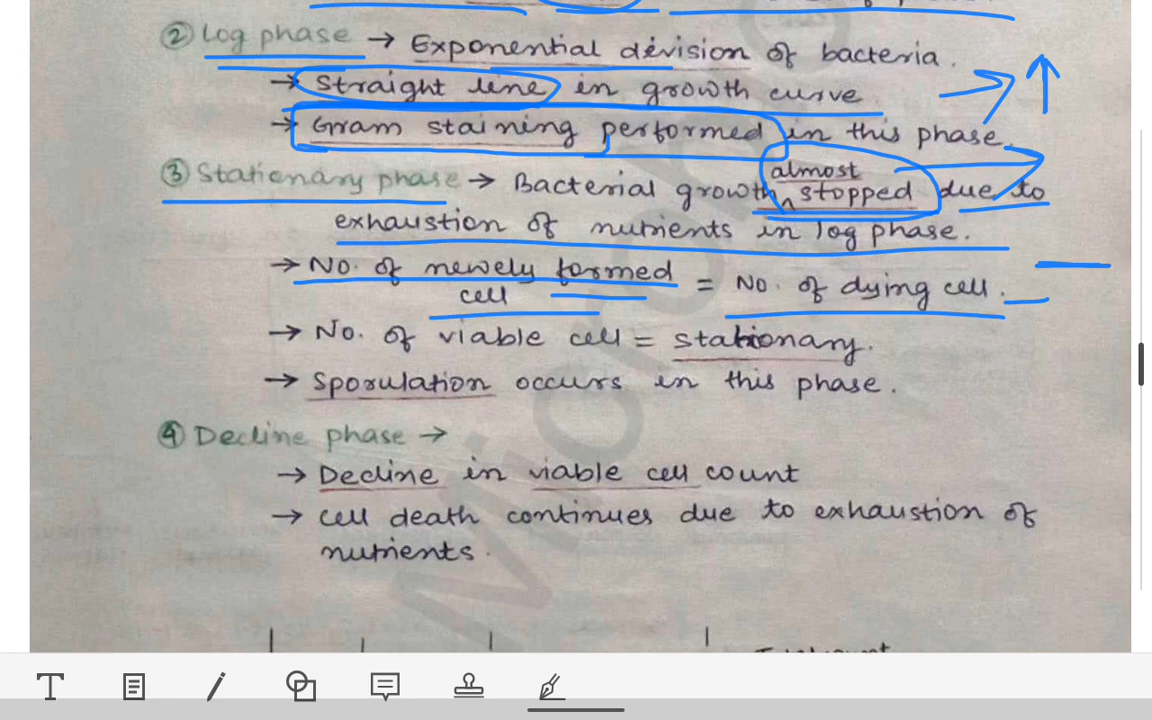 ② Log phase → Exponential division of bacteria.
→ Straight line in growth curve
→ Gram staining performed in this phase.
③ Stationary phase → Bacterial growth almost stopped due to
exhaustion of nutrients in log phase.
→ No. of newly formed cell = No. of dying cell.
→ No. of viable cell = stationary.
→ Sporulation occurs in this phase.
④ Decline phase →
→ Decline in viable cell count
→ cell death continues due to exhaustion of
nutrients.